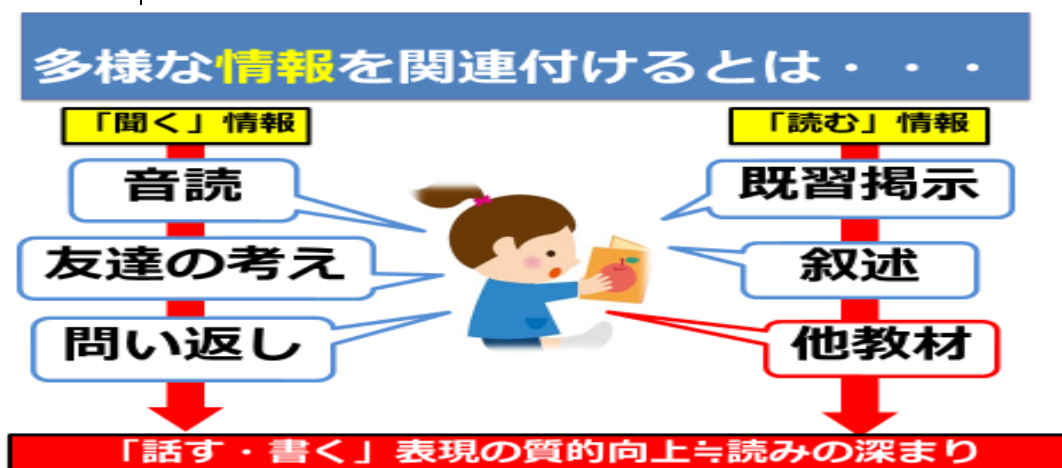 多様な情報を関連付けるとは・・・
「聞く」情報
音読
友達の考え
問い返し
「読む」情報
既習掲示
叙述
他教材
「話す・書く」表現の質的向上≒読みの深まり